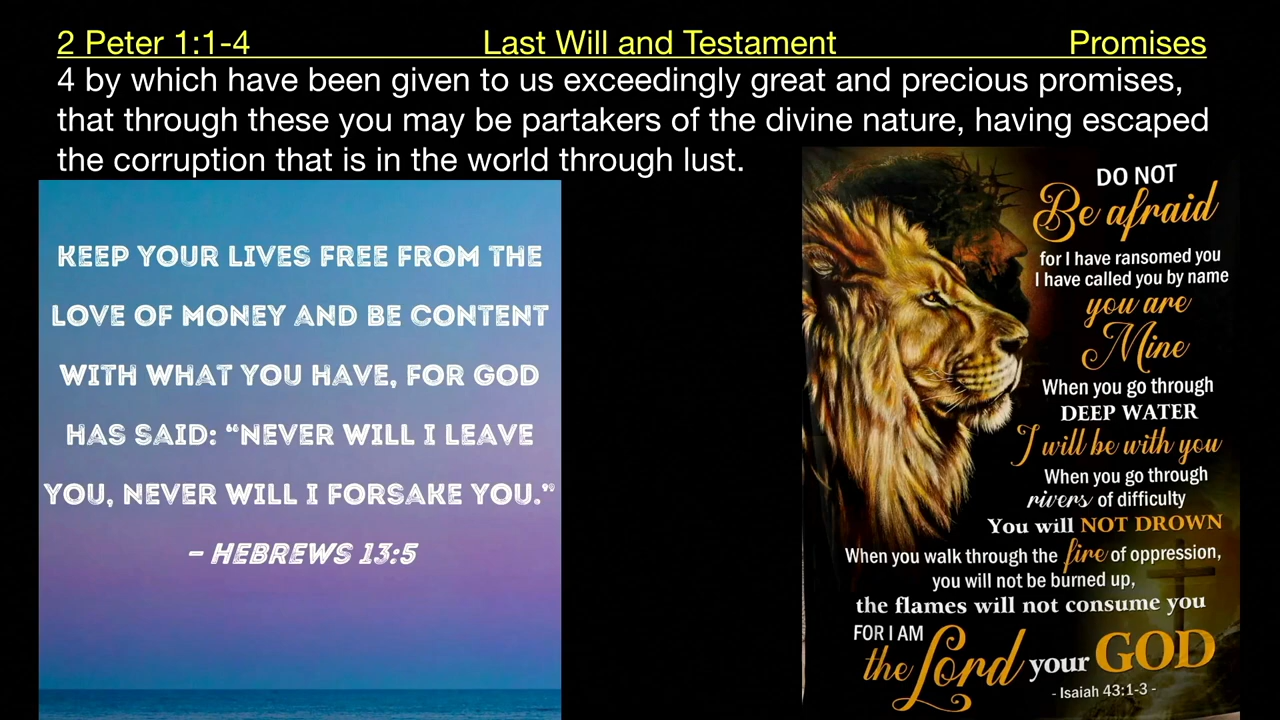 2 Peter 1:1-4 Last Will and Testament Promises
4 by which have been given to us exceedingly great and precious promises,
that through these you may be partakers of the divine nature, having escaped
the corruption that is in the world through lust.
KEEP YOUR LIVES FREE FROM THE
LOVE OF MONEY AND BE CONTENT
WITH WHAT YOU HAVE, FOR GOD
HAS SAID: “NEVER WILL I LEAVE
YOU, NEVER WILL I FORSAKE YOU.”
– HEBREWS 13:5
DO NOT
Be afraid
for I have ransomed you
I have called you by name
you are
Mine
When you go through
DEEP WATER
I will be with you
When you go through
rivers of difficulty
You will NOT DROWN
When you walk through the fire of oppression,
you will not be burned up,
the flames will not consume you
FOR I AM
the Lord your GOD
- Isaiah 43:1-3 -